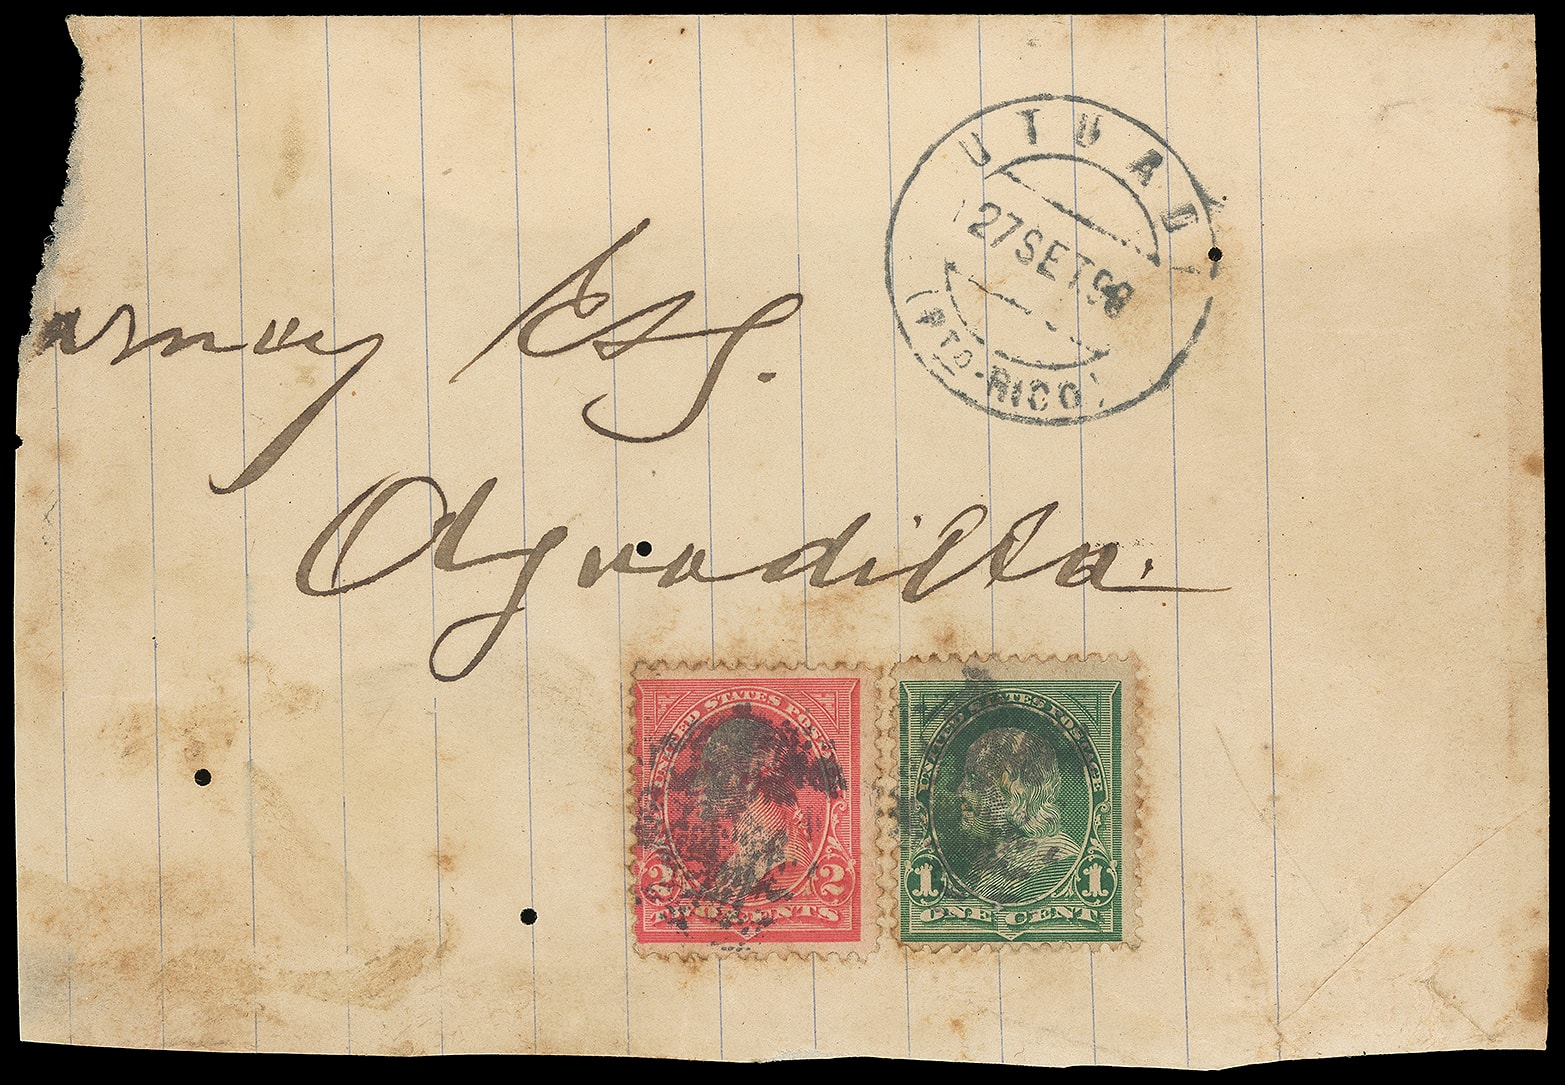 UTUAD
27 SET 98
(PTO-RICO)
Esq.
Aguadilla.
UNITED STATES POSTAGE
2 2
TWO CENTS
UNITED STATES POSTAGE
1 1
ONE CENT